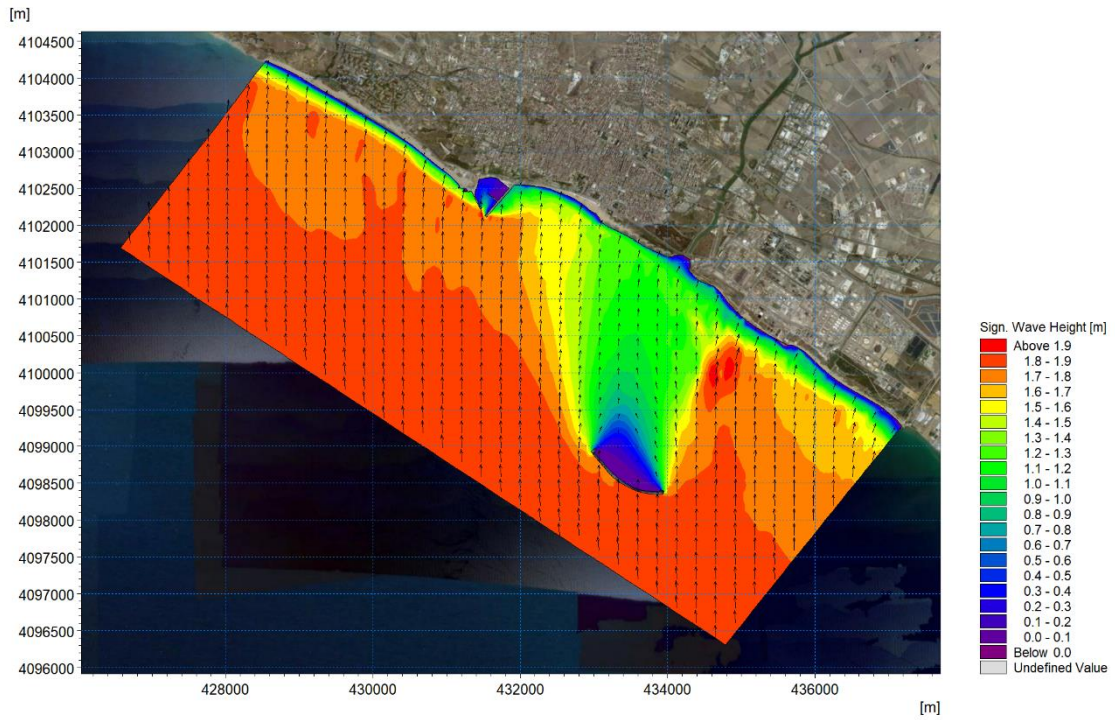 [m]
4104500
4104000
4103500
4103000
4102500
4102000
4101500
4101000
4100500
4100000
4099500
4099000
4098500
4098000
4097500
4097000
4096500
4096000
428000 430000 432000 434000 436000
[m]
Sign. Wave Height [m]
Above 1.9
1.8 - 1.9
1.7 - 1.8
1.6 - 1.7
1.5 - 1.6
1.4 - 1.5
1.3 - 1.4
1.2 - 1.3
1.1 - 1.2
1.0 - 1.1
0.9 - 1.0
0.8 - 0.9
0.7 - 0.8
0.6 - 0.7
0.5 - 0.6
0.4 - 0.5
0.3 - 0.4
0.2 - 0.3
0.1 - 0.2
0.0 - 0.1
Below 0.0
Undefined Value